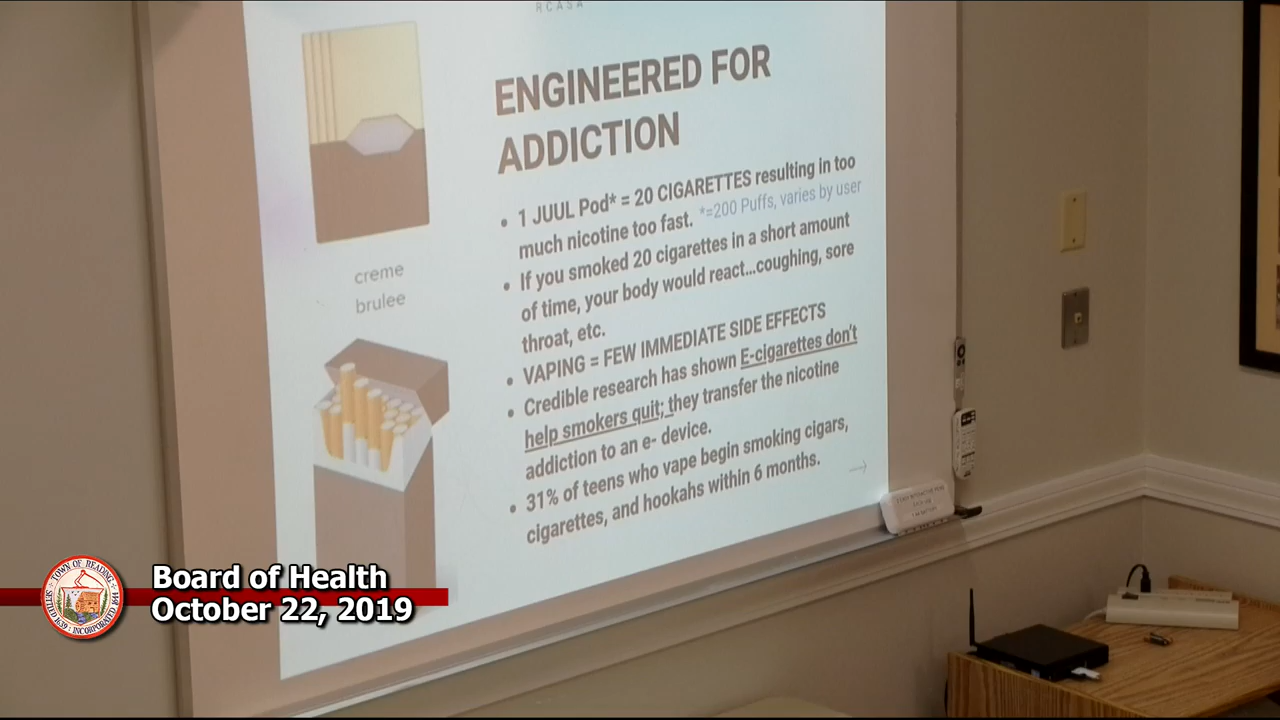 RCASA
ENGINEERED FOR
ADDICTION
• 1 JUUL Pod* = 20 CIGARETTES resulting in too
much nicotine too fast. *=200 Puffs, varies by user
• If you smoked 20 cigarettes in a short amount
of time, your body would react...coughing, sore
throat, etc.
• VAPING = FEW IMMEDIATE SIDE EFFECTS
• Credible research has shown E-cigarettes don't
help smokers quit; they transfer the nicotine
addiction to an e- device.
• 31% of teens who vape begin smoking cigars,
cigarettes, and hookahs within 6 months.
creme
brulee
TOWN OF READING
SETTLED 1639 · INCORPORATED 1644
Board of Health
October 22, 2019